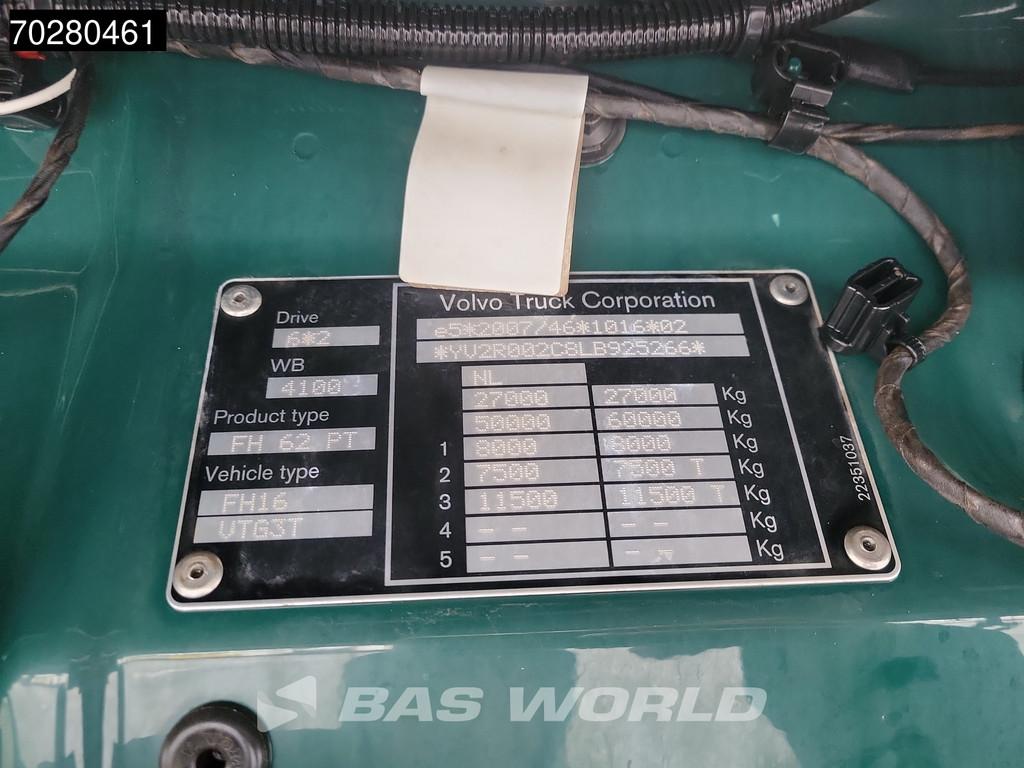 70280461
Volvo Truck Corporation
e5*2007/46*1016*02
*YV2R002C8LB925266*
Drive
6*2
WB
4100
Product type
FH 62 PT
Vehicle type
FH16
VTG3T
NL
27000 27000 Kg
50000 60000 Kg
1 8000 8000 Kg
2 7500 7500 T Kg
3 11500 11500 T Kg
4 -- -- Kg
5 -- - Kg
22351037
BAS WORLD